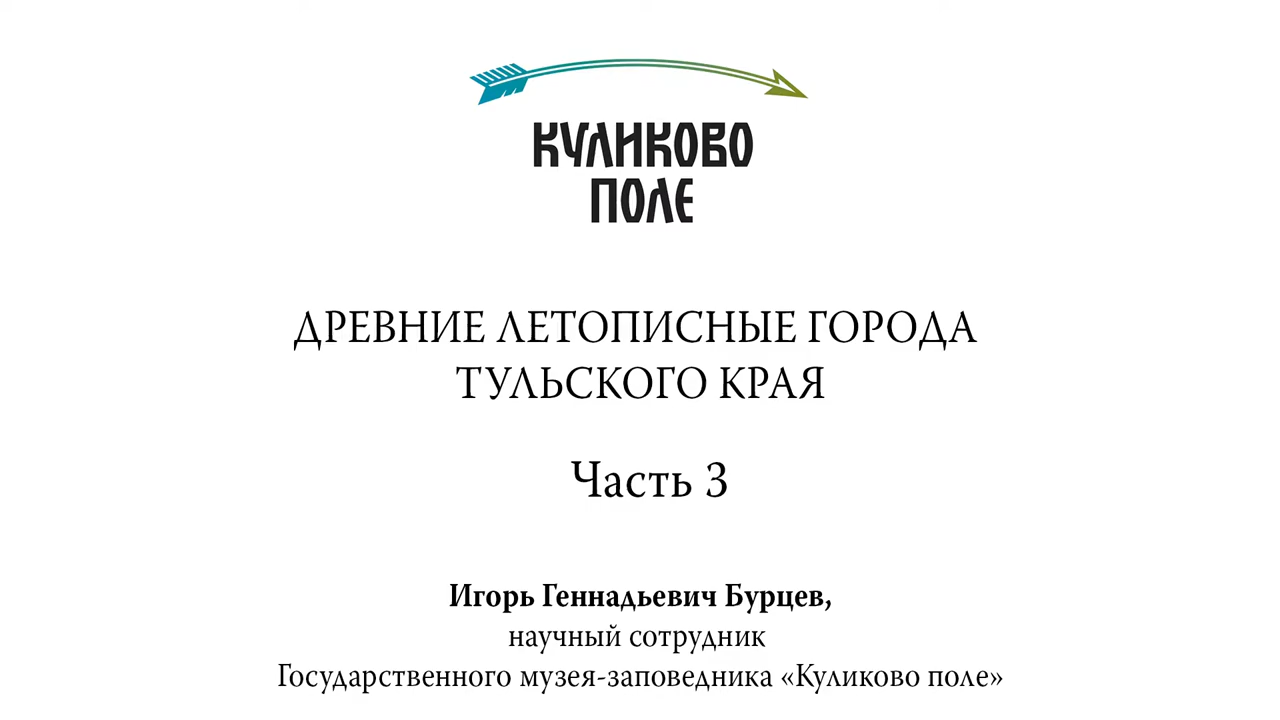 КУЛИКОВО
ПОЛЕ
ДРЕВНИЕ ЛЕТОПИСНЫЕ ГОРОДА
ТУЛЬСКОГО КРАЯ
Часть 3
Игорь Геннадьевич Бурцев,
научный сотрудник
Государственного музея-заповедника «Куликово поле»